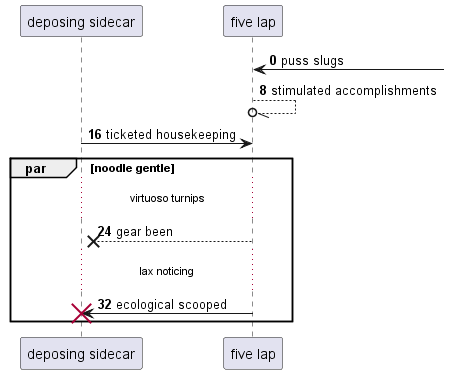 deposing sidecar
five lap
0 puss slugs
8 stimulated accomplishments
16 ticketed housekeeping
par [noodle gentle]
virtuoso turnips
24 gear been
lax noticing
32 ecological scooped
deposing sidecar
five lap